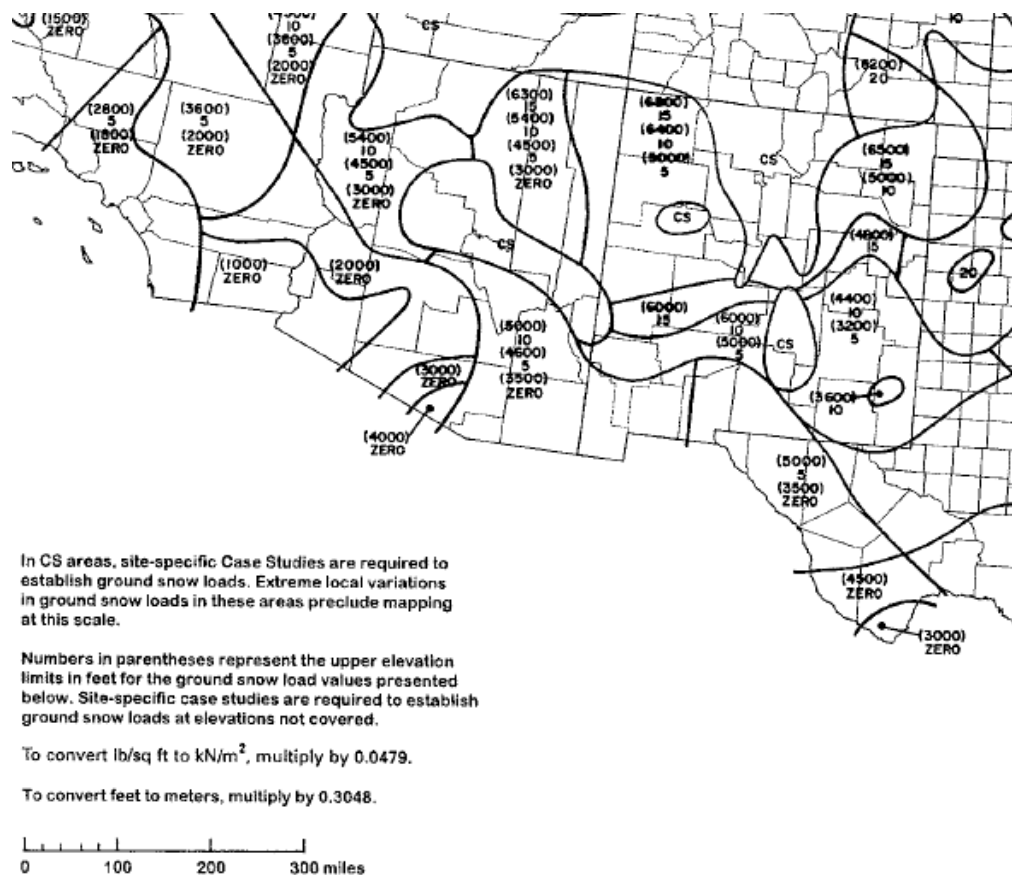 (1500)
ZERO
(4500)
10
(3600)
5
(2000)
ZERO
CS
10
(2800)
5
(1800)
ZERO
(3600)
5
(2000)
ZERO
(5400)
10
(4500)
5
(3000)
ZERO
(6300)
15
(5400)
10
(4500)
5
(3000)
ZERO
(6800)
15
(6400)
10
(5000)
5
CS
CS
(6200)
20
(6500)
15
(5000)
10
(4800)
15
20
CS
(1000)
ZERO
(2000)
ZERO
(6000)
15
(6000)
10
(5000)
5
CS
(4400)
10
(3200)
5
(5000)
10
(4600)
5
(3500)
ZERO
(3000)
ZERO
(3600)
10
(4000)
ZERO
(5000)
5
(3500)
ZERO
(4500)
ZERO
(3000)
ZERO
In CS areas, site-specific Case Studies are required to
establish ground snow loads. Extreme local variations
in ground snow loads in these areas preclude mapping
at this scale.
Numbers in parentheses represent the upper elevation
limits in feet for the ground snow load values presented
below. Site-specific case studies are required to establish
ground snow loads at elevations not covered.
To convert lb/sq ft to kN/m², multiply by 0.0479.
To convert feet to meters, multiply by 0.3048.
0 100 200 300 miles